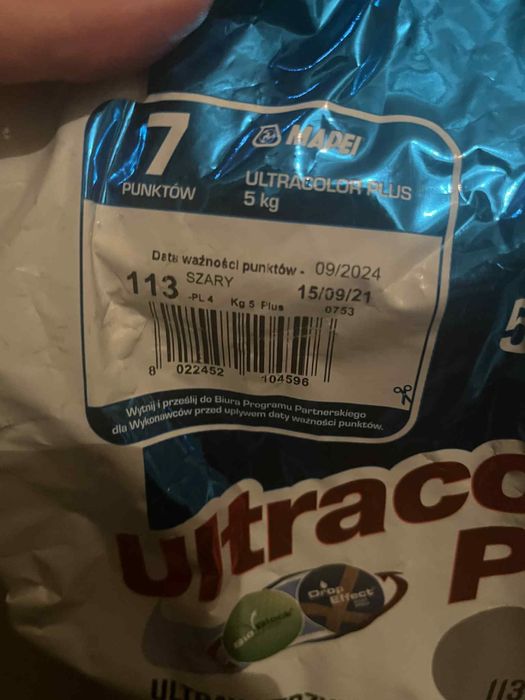 7
PUNKTÓW
MAPEI
ULTRACOLOR PLUS
5 kg
Data ważności punktów - 09/2024
113 SZARY 15/09/21
-PL 4 Kg 5 Plus 0753
8 022452 104596
Wytnij i prześlij do Biura Programu Partnerskiego
dla Wykonawców przed upływem daty ważności punktów.
5
Ultraco
P
Drop
Effect
BioBlock